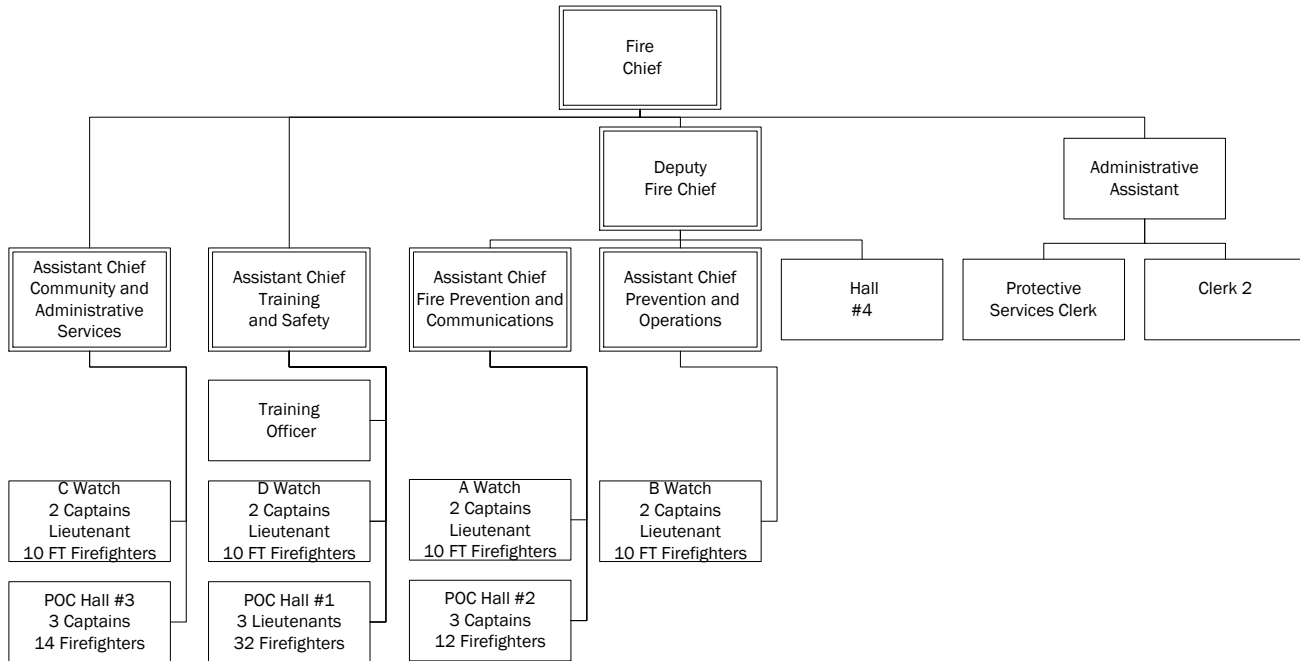 Fire
Chief
Deputy
Fire Chief
Administrative
Assistant
Assistant Chief
Community and
Administrative
Services
Assistant Chief
Training
and Safety
Assistant Chief
Fire Prevention and
Communications
Assistant Chief
Prevention and
Operations
Hall
#4
Protective
Services Clerk
Clerk 2
Training
Officer
C Watch
2 Captains
Lieutenant
10 FT Firefighters
D Watch
2 Captains
Lieutenant
10 FT Firefighters
A Watch
2 Captains
Lieutenant
10 FT Firefighters
B Watch
2 Captains
Lieutenant
10 FT Firefighters
POC Hall #3
3 Captains
14 Firefighters
POC Hall #1
3 Lieutenants
32 Firefighters
POC Hall #2
3 Captains
12 Firefighters